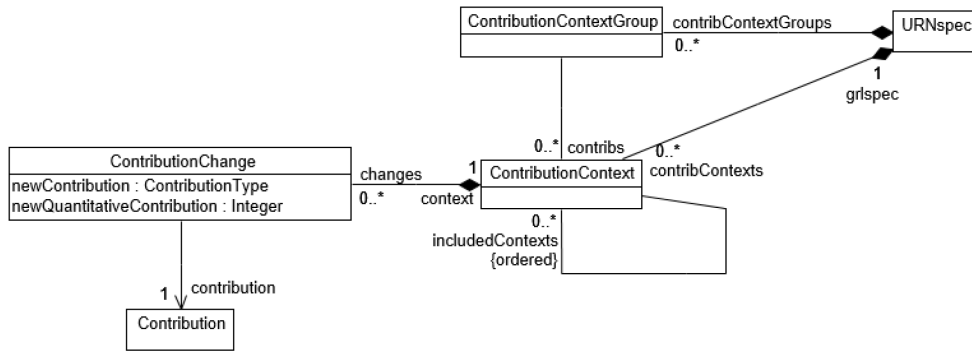 ContributionContextGroup
contribContextGroups
0..*
URNspec
1
grlspec
0..* contribs
0..*
contribContexts
ContributionChange
newContribution : ContributionType
newQuantitativeContribution : Integer
changes
0..*
1
context
ContributionContext
0..*
includedContexts
{ordered}
1 contribution
Contribution